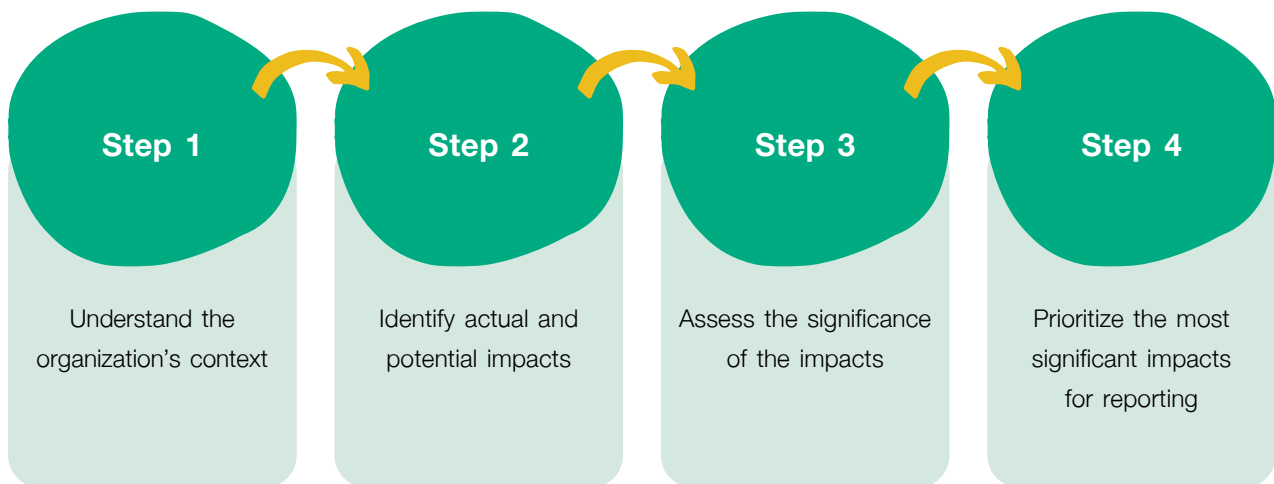 Step 1
Understand the
organization's context
Step 2
Identify actual and
potential impacts
Step 3
Assess the significance
of the impacts
Step 4
Prioritize the most
significant impacts
for reporting